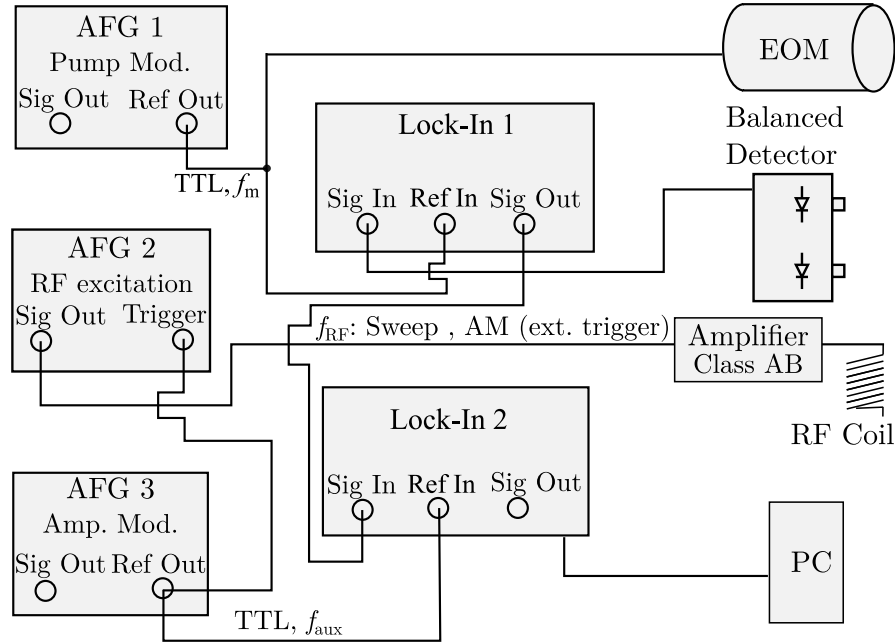 AFG 1
Pump Mod.
Sig Out Ref Out
TTL, fm
EOM
Balanced
Detector
Lock-In 1
Sig In Ref In Sig Out
AFG 2
RF excitation
Sig Out Trigger
fRF: Sweep , AM (ext. trigger)
Amplifier
Class AB
RF Coil
Lock-In 2
Sig In Ref In Sig Out
AFG 3
Amp. Mod.
Sig Out Ref Out
TTL, faux
PC